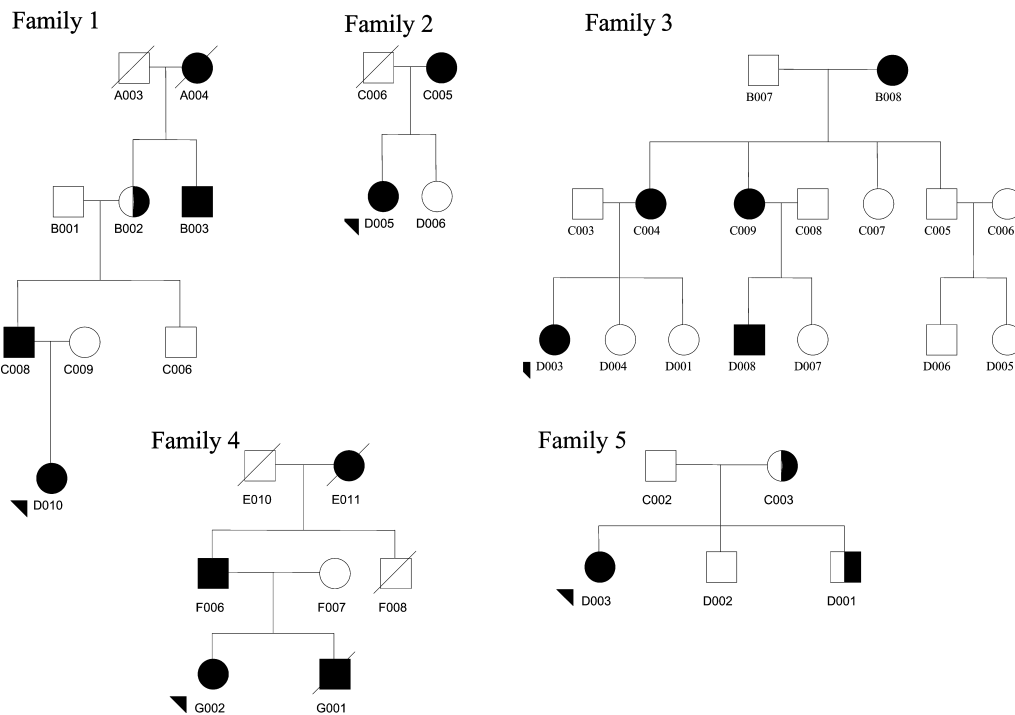 Family 1
Family 2
Family 3
A003 A004
C006 C005
B007 B008
B001 B002 B003
D005 D006
C003 C004 C009 C008 C007 C005 C006
C008 C009 C006
D003 D004 D001 D008 D007 D006 D005
Family 4
Family 5
E010 E011
C002 C003
D010
F006 F007 F008
D003 D002 D001
G002 G001